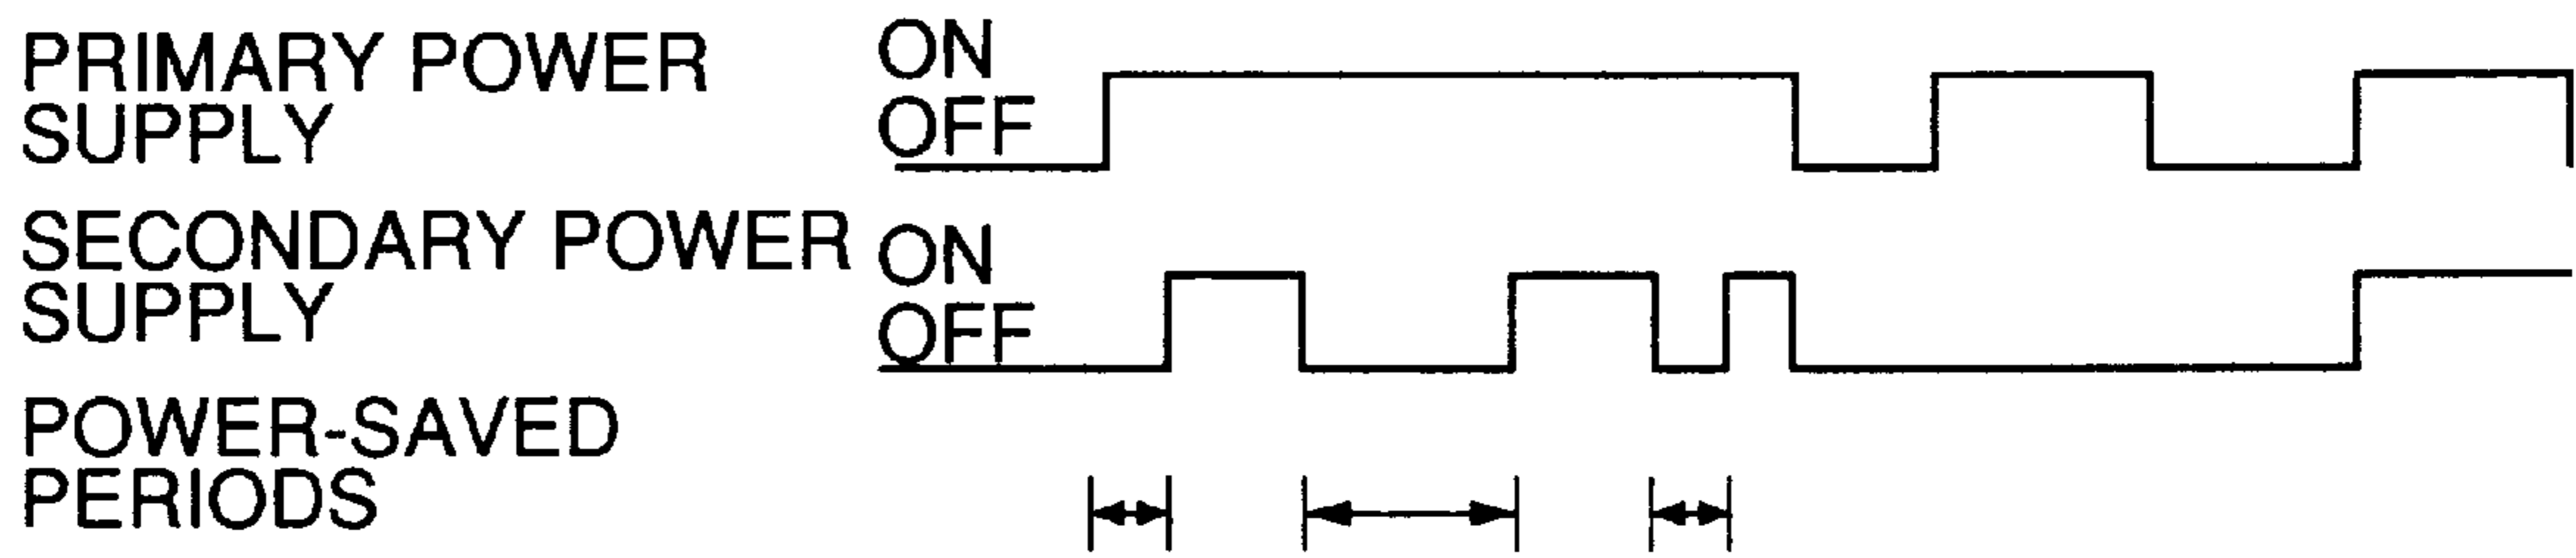 PRIMARY POWER
SUPPLY
ON
OFF
SECONDARY POWER
SUPPLY
ON
OFF
POWER-SAVED
PERIODS